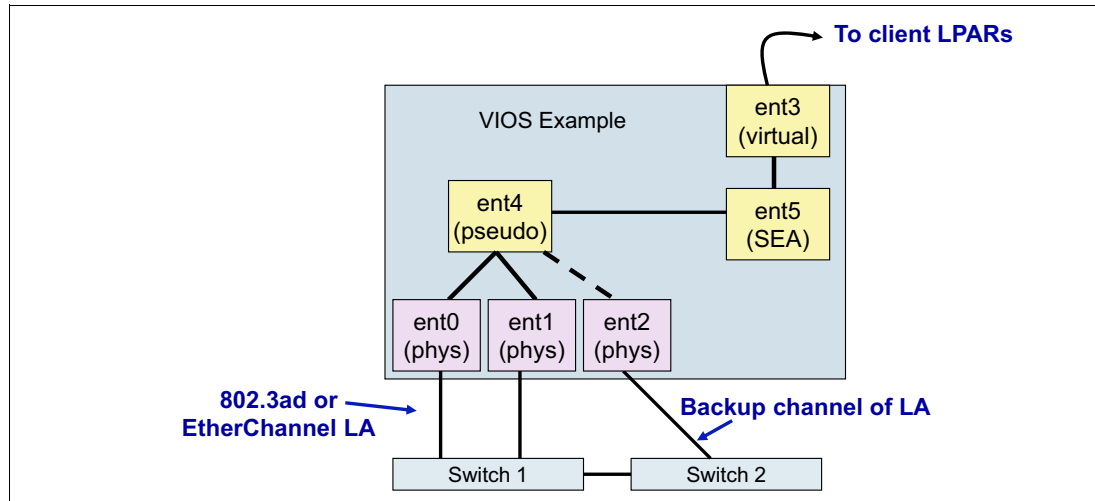 To client LPARs
VIOS Example
ent3
(virtual)
ent4
(pseudo)
ent5
(SEA)
ent0
(phys)
ent1
(phys)
ent2
(phys)
802.3ad or
EtherChannel LA
Backup channel of LA
Switch 1
Switch 2